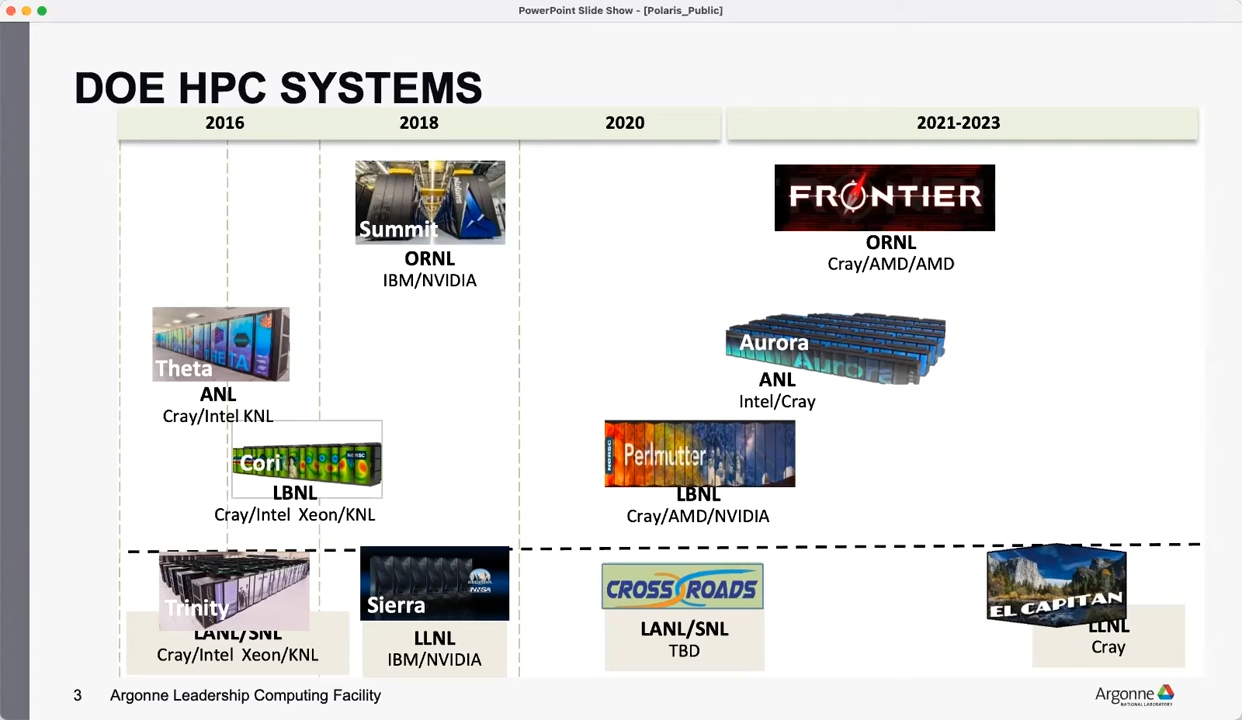 PowerPoint Slide Show - [Polaris_Public]
DOE HPC SYSTEMS
2016
2018
2020
2021-2023
Summit
ORNL
IBM/NVIDIA
FRONTIER
ORNL
Cray/AMD/AMD
THETA
Theta
ANL
Cray/Intel KNL
Aurora
Aurora
ANL
Intel/Cray
Cori
LBNL
Cray/Intel Xeon/KNL
NERSC
Perlmutter
LBNL
Cray/AMD/NVIDIA
Trinity
LANL/SNL
Cray/Intel Xeon/KNL
Sierra
LLNL
IBM/NVIDIA
CROSSROADS
LANL/SNL
TBD
EL CAPITAN
LLNL
Cray
3 Argonne Leadership Computing Facility
Argonne
NATIONAL LABORATORY